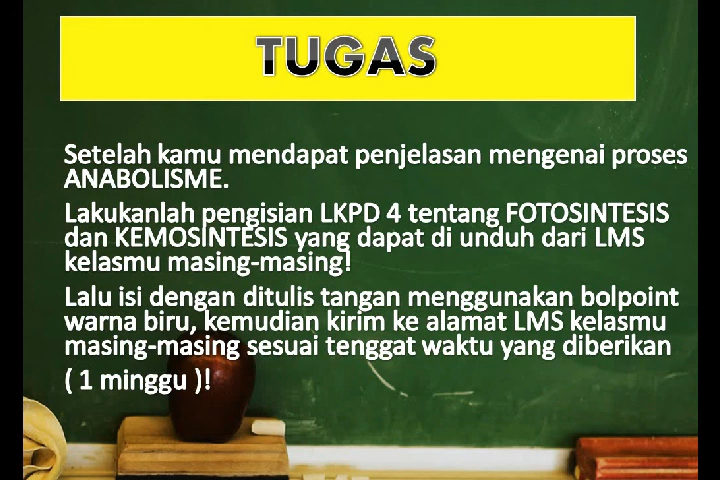 TUGAS
Setelah kamu mendapat penjelasan mengenai proses
ANABOLISME.
Lakukanlah pengisian LKPD 4 tentang FOTOSINTESIS
dan KEMOSINTESIS yang dapat di unduh dari LMS
kelasmu masing-masing!
Lalu isi dengan ditulis tangan menggunakan bolpoint
warna biru, kemudian kirim ke alamat LMS kelasmu
masing-masing sesuai tenggat waktu yang diberikan
( 1 minggu )!